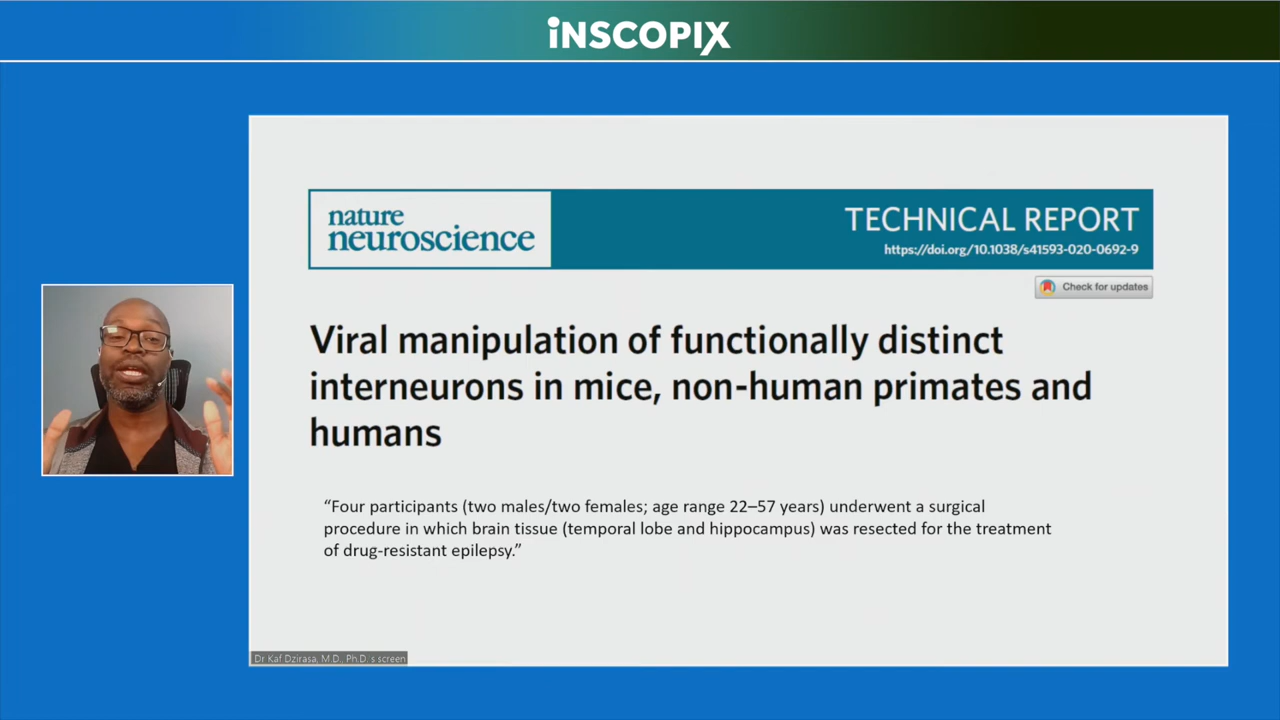 iNSCOPIX
nature
neuroscience
TECHNICAL REPORT
https://doi.org/10.1038/s41593-020-0692-9
Check for updates
Viral manipulation of functionally distinct
interneurons in mice, non-human primates and
humans
“Four participants (two males/two females; age range 22–57 years) underwent a surgical
procedure in which brain tissue (temporal lobe and hippocampus) was resected for the treatment
of drug-resistant epilepsy.”
Dr Kaf Dzirasa, M.D., Ph.D. s screen